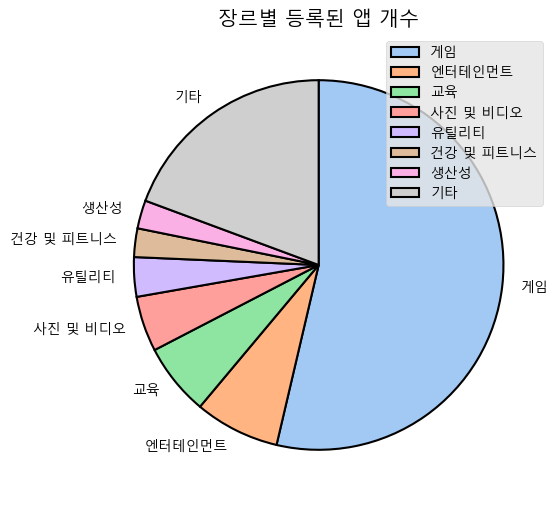 장르별 등록된 앱 개수
게임
엔터테인먼트
교육
사진 및 비디오
유틸리티
건강 및 피트니스
생산성
기타
기타
생산성
건강 및 피트니스
유틸리티
게임
사진 및 비디오
교육
엔터테인먼트